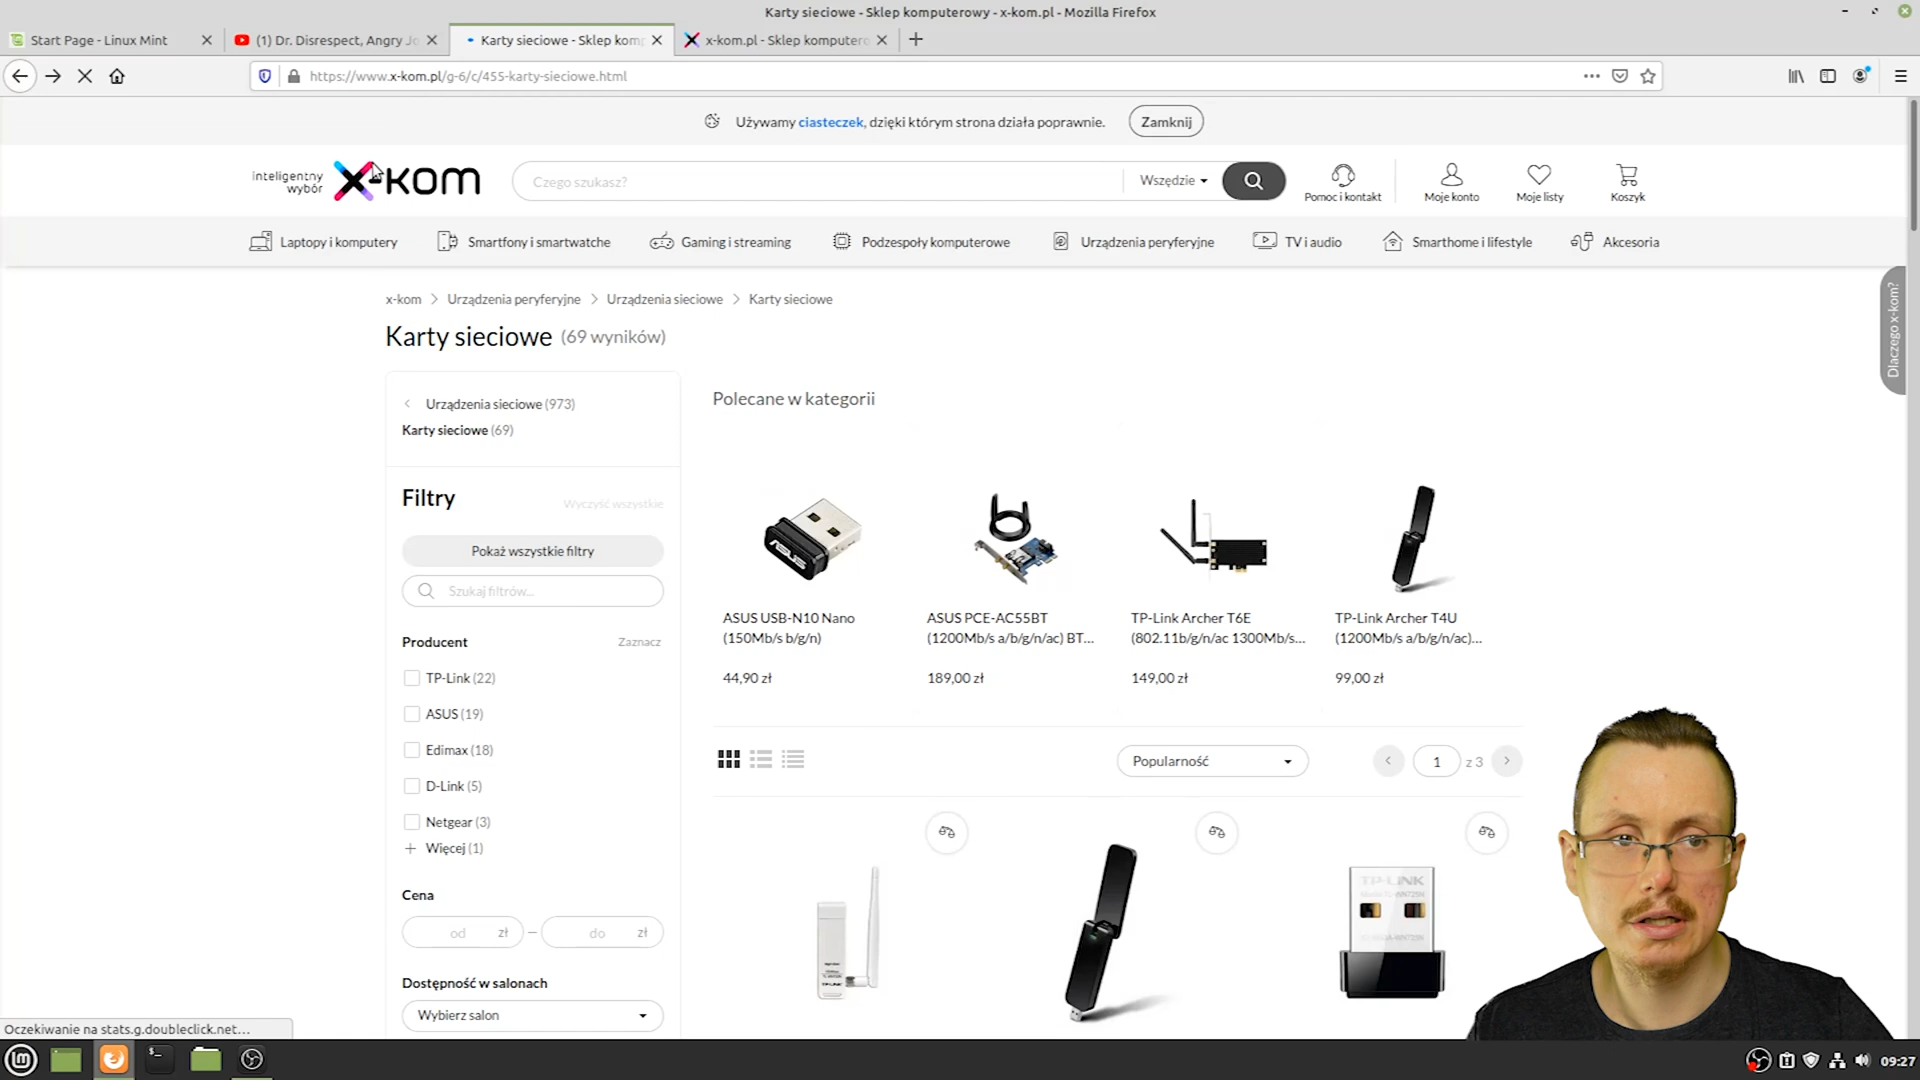 Karty sieciowe - Sklep komputerowy - x-kom.pl - Mozilla Firefox
Start Page - Linux Mint
(1) Dr. Disrespect, Angry Jo
Karty sieciowe - Sklep kom
x-kom.pl - Sklep komputero
https://www.x-kom.pl/g-6/c/455-karty-sieciowe.html
Używamy ciasteczek, dzięki którym strona działa poprawnie.
Zamknij
inteligentny
wybór
x-kom
Czego szukasz?
Wszędzie
Pomoc i kontakt
Moje konto
Moje listy
Koszyk
Laptopy i komputery
Smartfony i smartwatche
Gaming i streaming
Podzespoły komputerowe
Urządzenia peryferyjne
TV i audio
Smarthome i lifestyle
Akcesoria
Dlaczego x-kom?
x-kom > Urządzenia peryferyjne > Urządzenia sieciowe > Karty sieciowe
Karty sieciowe (69 wyników)
Urządzenia sieciowe (973)
Karty sieciowe (69)
Filtry
Wyczyść wszystkie
Pokaż wszystkie filtry
Szukaj filtrów...
Producent
Zaznacz
TP-Link (22)
ASUS (19)
Edimax (18)
D-Link (5)
Netgear (3)
Więcej (1)
Cena
od zł – do zł
Dostępność w salonach
Wybierz salon
Polecane w kategorii
ASUS
ASUS USB-N10 Nano
(150Mb/s b/g/n)
44,90 zł
ASUS PCE-AC55BT
(1200Mb/s a/b/g/n/ac) BT...
189,00 zł
TP-Link Archer T6E
(802.11b/g/n/ac 1300Mb/s...
149,00 zł
TP-Link Archer T4U
(1200Mb/s a/b/g/n/ac)...
99,00 zł
Popularność
1 z 3
TP-LINK
Oczekiwanie na stats.g.doubleclick.net...
09:27